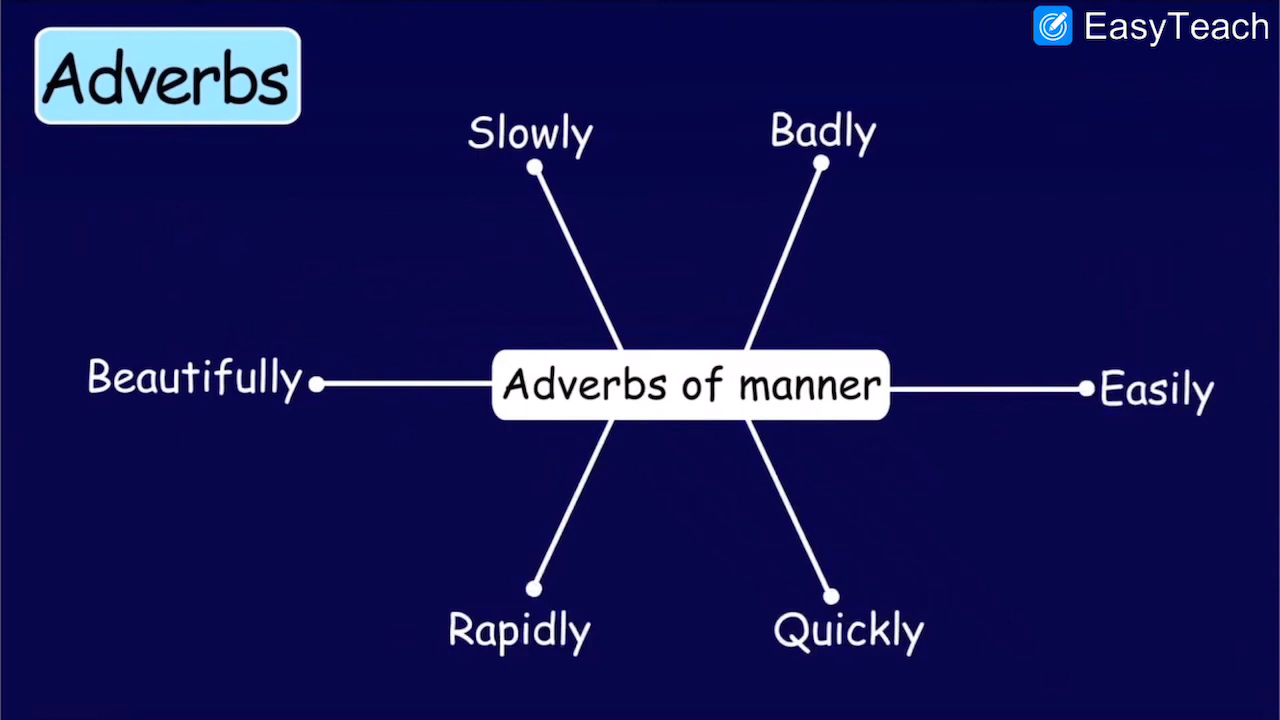 EasyTeach
Adverbs
Slowly
Badly
Beautifully
Adverbs of manner
Easily
Rapidly
Quickly